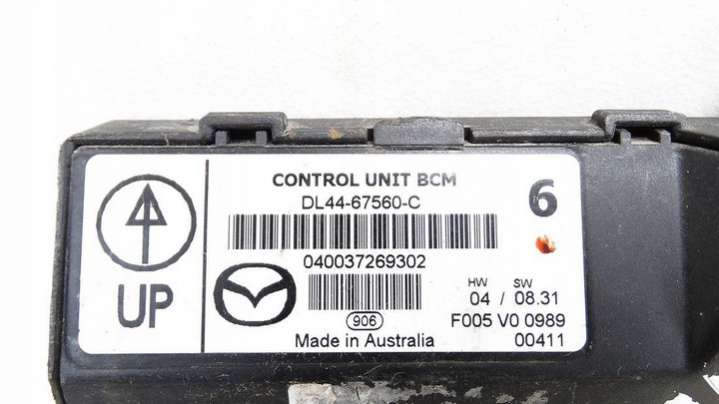 CONTROL UNIT BCM
DL44-67560-C
6
040037269302
HW SW
04 / 08.31
UP
906
F005 V0 0989
Made in Australia
00411